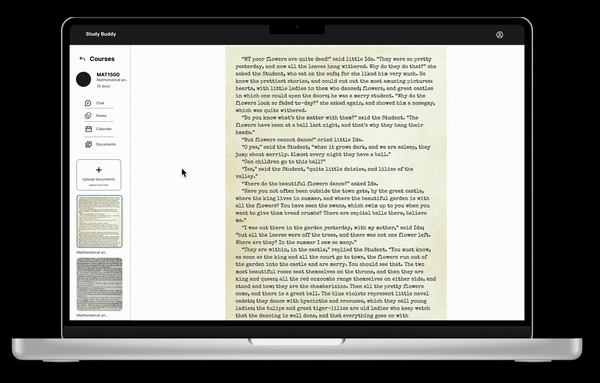 Study Buddy
Courses
MAT1500
Mathematical an..
15 docs
Chat
Notes
Calender
Documents
+
Upload documents
Mathematical an..
Mathematical an..
"MY poor flowers are quite dead!" said little Ida. "They were so pretty
yesterday, and now all the leaves hang withered. Why do they do that?" she
asked the Student, who sat on the sofa; for she liked him very much. He
knew the prettiest stories, and could cut out the most amusing pictures:
hearts, with little ladies in them who danced; flowers, and great castles
in which one could open the doors; he was a merry student. "Why do the
flowers look so faded to-day?" she asked again, and showed him a nosegay,
which was quite withered.
"Do you know what's the matter with them?" said the Student. "The
flowers have been at a ball last night, and that's why they hang their
heads."
"But flowers cannot dance!" cried little Ida.
"O yes," said the Student, "when it grows dark, and we are asleep, they
jump about merrily. Almost every night they have a ball."
"Can children go to this ball?"
"Yes," said the Student, "quite little daisies, and lilies of the
valley."
"Where do the beautiful flowers dance?" asked Ida.
"Have you not often been outside the town gate, by the great castle,
where the king lives in summer, and where the beautiful garden is with
all the flowers? You have seen the swans, which swim up to you when you
want to give them bread crumbs? There are capital balls there, believe
me."
"I was out there in the garden yesterday, with my mother," said Ida;
"but all the leaves were off the trees, and there was not one flower left.
Where are they? In the summer I saw so many."
"They are within, in the castle," replied the Student. "You must know,
as soon as the king and all the court go to town, the flowers run out of
the garden into the castle and are merry. You should see that. The two
most beautiful roses seat themselves on the throne, and then they are
king and queen; all the red coxcombs range themselves on either side, and
stand and bow; they are the chamberlains. Then all the pretty flowers
come, and there is a great ball. The blue violets represent little naval
cadets; they dance with hyacinths and crocuses, which they call young
ladies; the tulips and great tiger-lilies are old ladies who keep watch
that the dancing is well done, and that everything goes on with